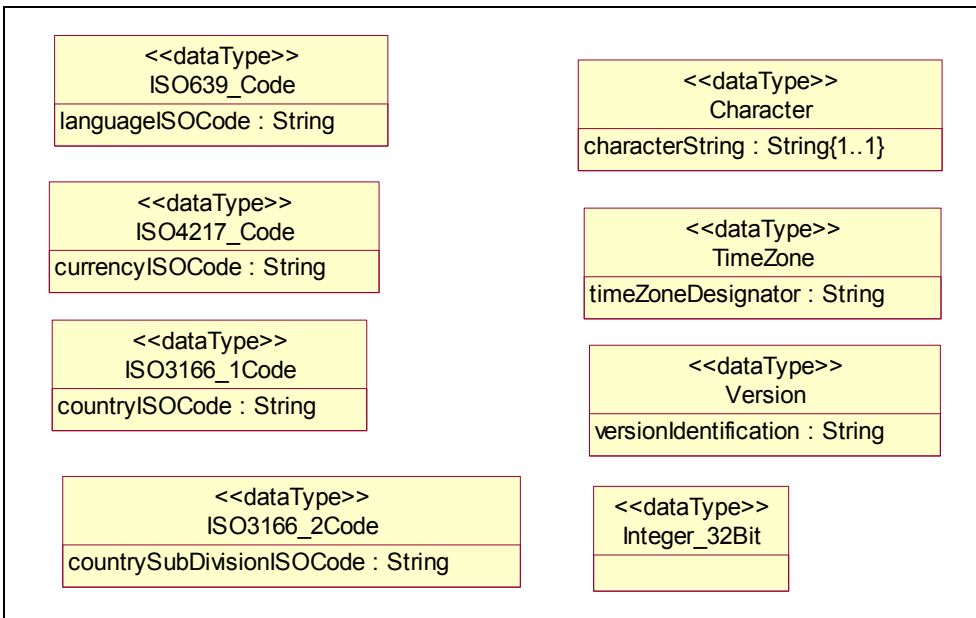 <<dataType>>
ISO639_Code
languageISOCode : String
<<dataType>>
ISO4217_Code
currencyISOCode : String
<<dataType>>
ISO3166_1Code
countryISOCode : String
<<dataType>>
ISO3166_2Code
countrySubDivisionISOCode : String
<<dataType>>
Character
characterString : String{1..1}
<<dataType>>
TimeZone
timeZoneDesignator : String
<<dataType>>
Version
versionIdentification : String
<<dataType>>
Integer_32Bit